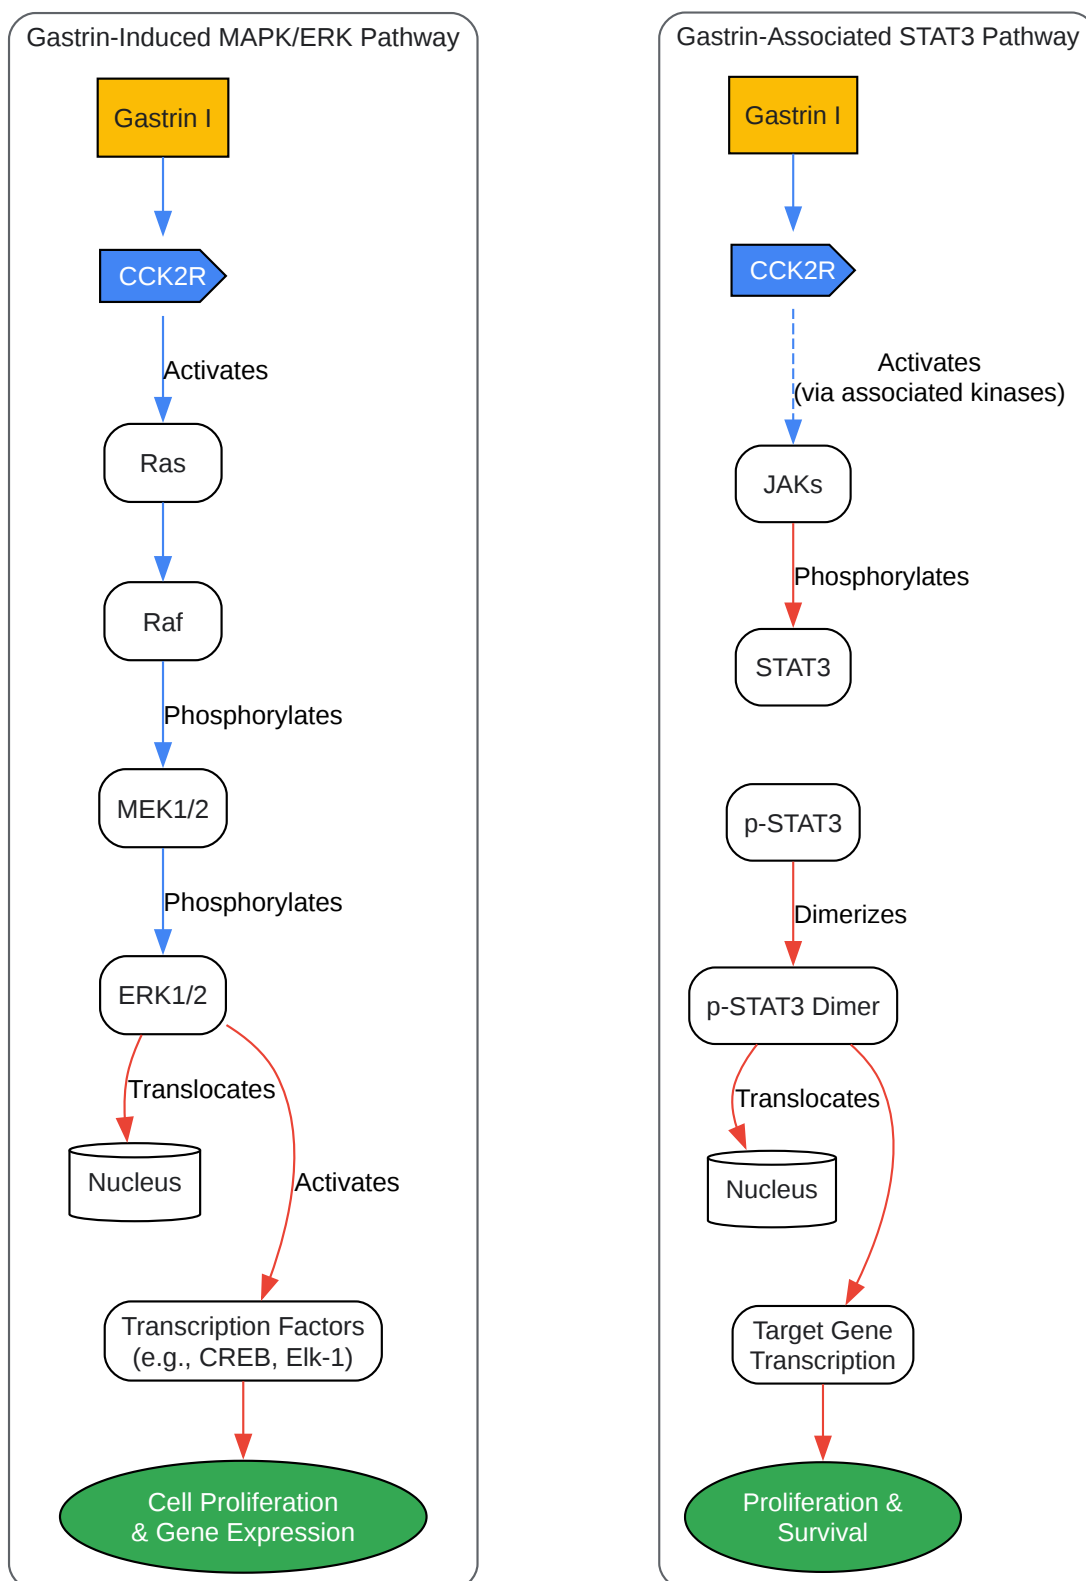 Gastrin-Induced MAPK/ERK Pathway
Gastrin I
CCK2R
Activates
Ras
Raf
Phosphorylates
MEK1/2
Phosphorylates
ERK1/2
Translocates
Nucleus
Activates
Transcription Factors
(e.g., CREB, Elk-1)
Cell Proliferation
& Gene Expression
Gastrin-Associated STAT3 Pathway
Gastrin I
CCK2R
Activates
(via associated kinases)
JAKs
Phosphorylates
STAT3
p-STAT3
Dimerizes
p-STAT3 Dimer
Translocates
Nucleus
Target Gene
Transcription
Proliferation &
Survival